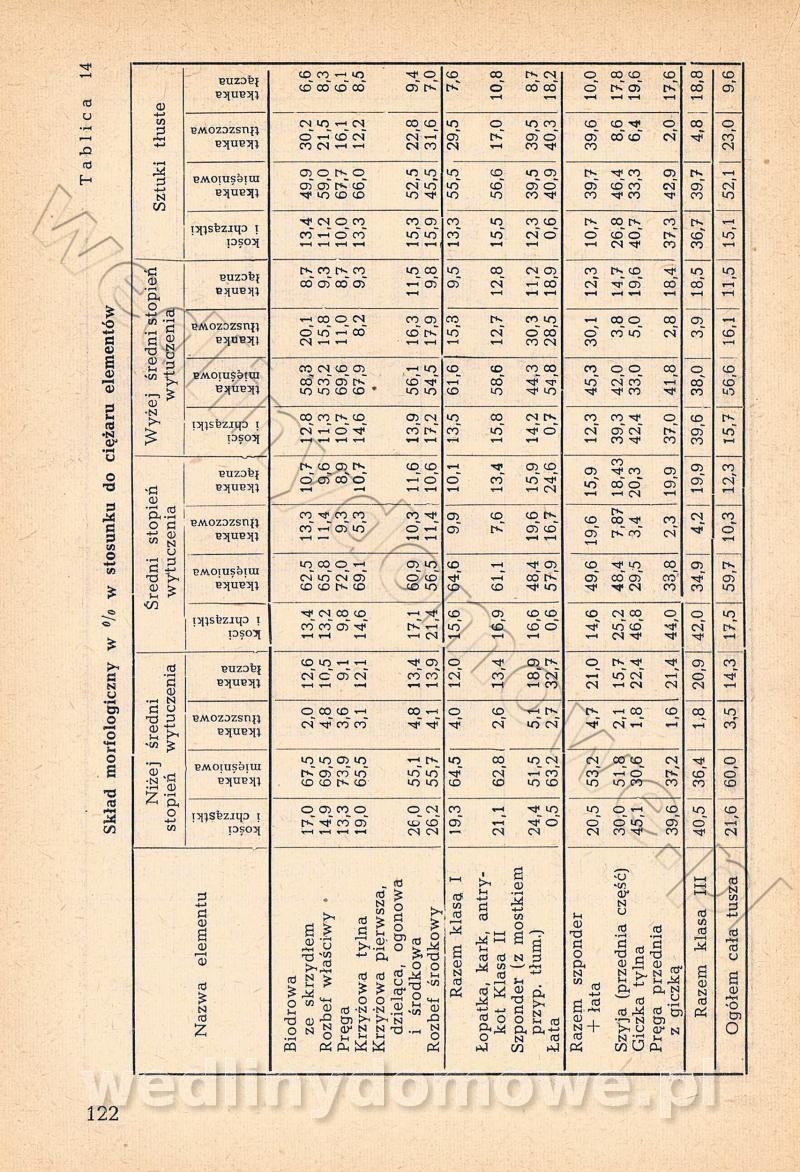 122
Tablica 14
Skład morfologiczny w % w stosunku do ciężaru elementów
Nazwa elementu | Niżej średni stopień wytuczenia | Średni stopień wytuczenia | Wyżej średni stopień wytuczenia | Sztuki tłuste
kości i chrząstki | tkanka mięśniowa | tkanka tłuszczowa | tkanka łączna | kości i chrząstki | tkanka mięśniowa | tkanka tłuszczowa | tkanka łączna | kości i chrząstki | tkanka mięśniowa | tkanka tłuszczowa | tkanka łączna | kości i chrząstki | tkanka mięśniowa | tkanka tłuszczowa | tkanka łączna
Biodrowa
ze skrzydłem 17,0 67,5 2,0 12,6 13,4 62,5 13,3 10,7 12,8 58,3 20,1 8,7 13,4 49,9 30,2 6,6
Rozbef właściwy 14,9 69,5 4,8 10,5 13,2 65,8 11,4 9,6 11,3 53,2 15,8 9,3 11,2 59,0 21,5 8,3
Pręga 13,3 73,9 3,6 9,1 9,8 72,0 9,3 8,9 10,7 69,6 11,0 8,7 10,0 67,7 16,1 6,1
Krzyżowa tylna 19,0 65,5 3,1 12,1 14,6 69,1 5,3 10,7 14,6 67,9 8,2 9,3 13,3 66,0 12,2 8,5
Krzyżowa pierwsza,
dzieląca, ogonowa
i środkowa 26,0 55,1 4,8 13,4 17,1 60,9 10,3 11,6 13,9 56,1 16,3 11,5 15,3 52,5 22,8 9,4
Rozbef środkowy 26,2 55,7 4,1 13,9 21,4 56,5 11,4 10,6 17,2 54,5 17,9 9,8 15,9 45,5 31,6 7,0
Razem klasa I 19,3 64,5 4,0 12,0 15,6 64,6 9,9 10,1 13,5 61,6 15,3 9,5 13,3 55,5 29,5 7,6
Łopatka, kark, antry-
kot Klasa II 21,1 62,8 2,6 13,4 16,9 61,1 7,6 13,4 15,8 58,6 12,7 12,8 15,5 56,6 17,0 10,8
Szponder (z mostkiem
przyp. tłum.) 24,4 51,5 5,1 18,9 16,6 48,4 19,6 15,9 14,2 44,3 30,3 11,2 12,3 39,5 39,5 8,7
Łata 0,5 63,2 2,7 32,7 0,6 57,9 16,7 24,6 0,7 54,8 28,5 18,9 0,6 40,9 40,3 18,2
Razem szponder
+ łata 20,5 53,2 4,7 21,0 14,6 49,6 19,6 15,9 12,3 45,3 30,1 12,3 10,7 39,7 39,6 10,0
Szyja (przednia część) 30,0 51,8 2,1 15,7 25,2 48,4 7,87 18,43 39,3 42,0 3,8 14,7 26,8 46,4 8,6 17,8
Giczka tylna 45,1 30,6 1,8 22,4 46,8 29,5 3,4 20,3 42,4 33,0 5,0 19,6 40,7 33,3 6,4 19,6
Pręga przednia
z giczką 39,6 37,2 1,6 21,4 44,0 33,8 2,3 19,9 37,0 41,8 2,8 18,4 37,3 42,9 2,0 17,6
Razem klasa III 40,5 36,4 1,8 20,9 42,0 34,9 4,2 19,9 39,6 38,0 3,9 18,5 36,7 39,7 4,8 18,8
Ogółem cała tusza 21,6 60,0 3,5 14,3 17,5 59,7 10,3 12,3 15,7 56,6 16,1 11,5 15,1 52,1 23,0 9,6
wedlinydomowe.pl
wedlinydomowe.pl